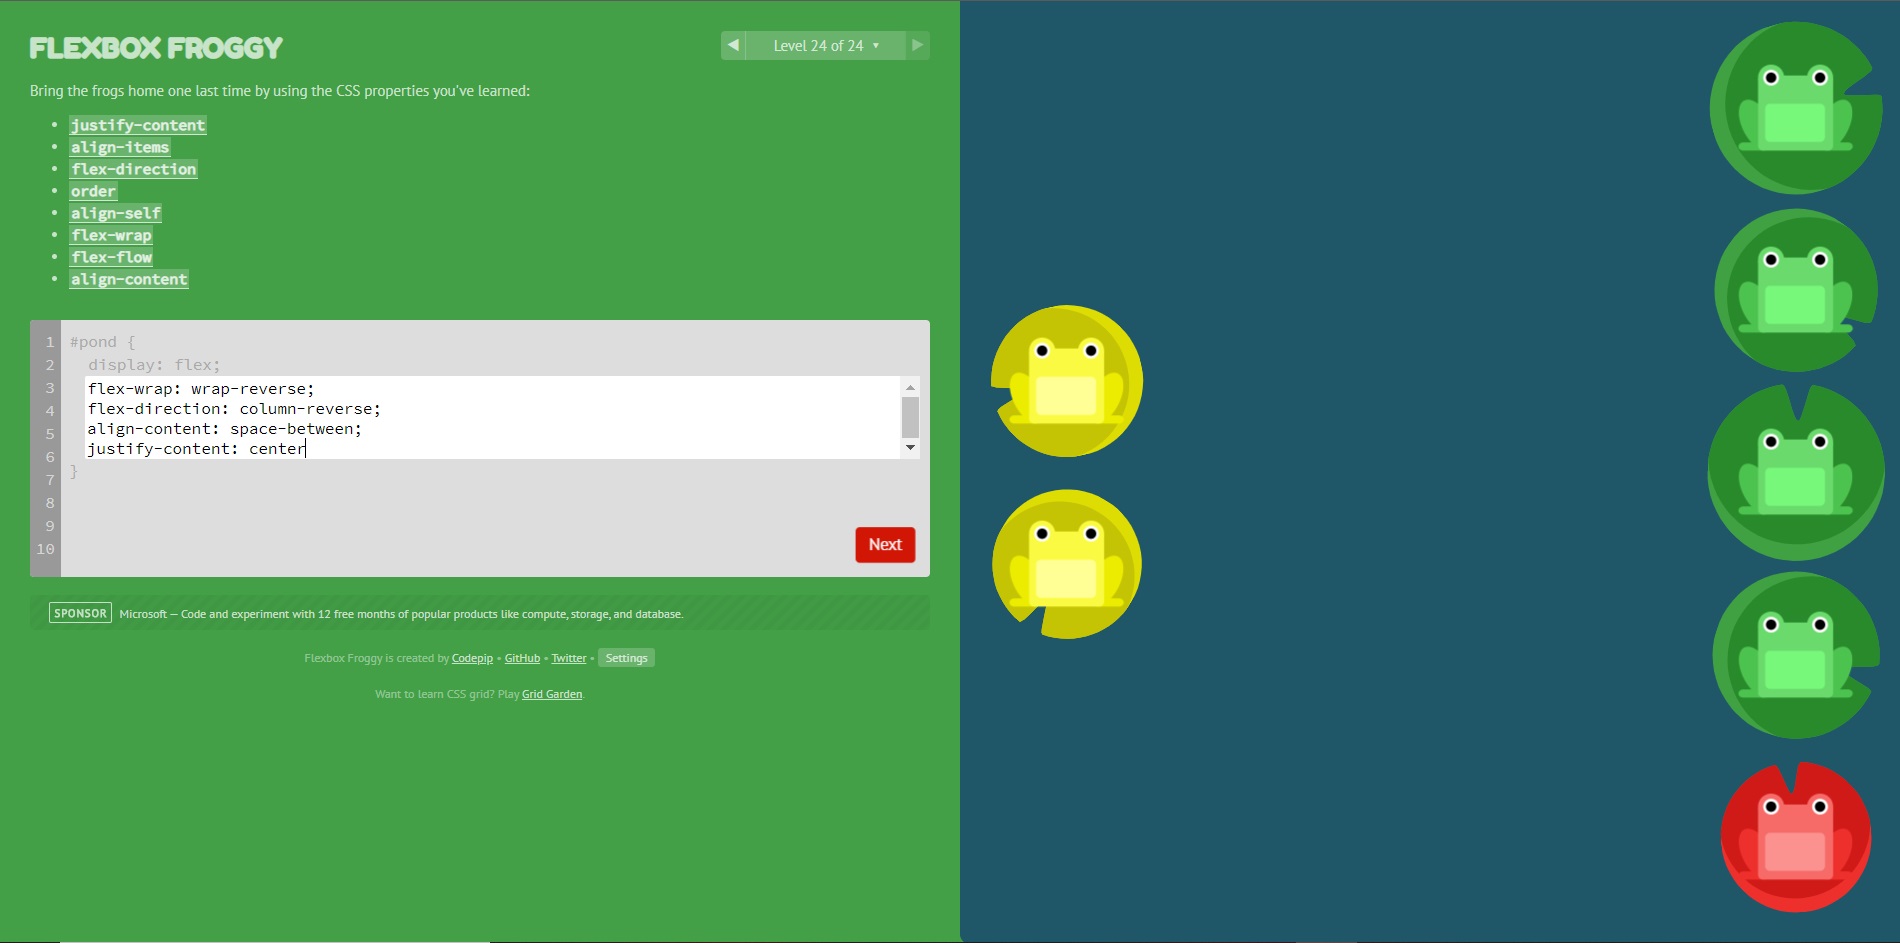 FLEXBOX FROGGY
◀ Level 24 of 24 ▼ ▶
Bring the frogs home one last time by using the CSS properties you've learned:
• justify-content
• align-items
• flex-direction
• order
• align-self
• flex-wrap
• flex-flow
• align-content
1 #pond {
2 display: flex;
3 flex-wrap: wrap-reverse;
4 flex-direction: column-reverse;
5 align-content: space-between;
6 justify-content: center
7 }
8
9
10
Next
SPONSOR Microsoft — Code and experiment with 12 free months of popular products like compute, storage, and database.
Flexbox Froggy is created by Codepip • GitHub • Twitter • Settings
Want to learn CSS grid? Play Grid Garden.